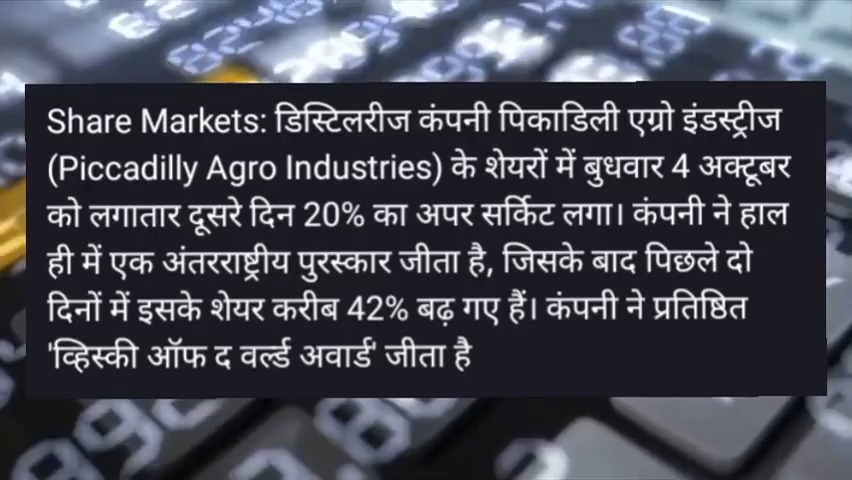 Share Markets: डिस्टिलरीज कंपनी पिकाडिली एग्रो इंडस्ट्रीज
(Piccadilly Agro Industries) के शेयरों में बुधवार 4 अक्टूबर
को लगातार दूसरे दिन 20% का अपर सर्किट लगा। कंपनी ने हाल
ही में एक अंतरराष्ट्रीय पुरस्कार जीता है, जिसके बाद पिछले दो
दिनों में इसके शेयर करीब 42% बढ़ गए हैं। कंपनी ने प्रतिष्ठित
'व्हिस्की ऑफ द वर्ल्ड अवार्ड' जीता है